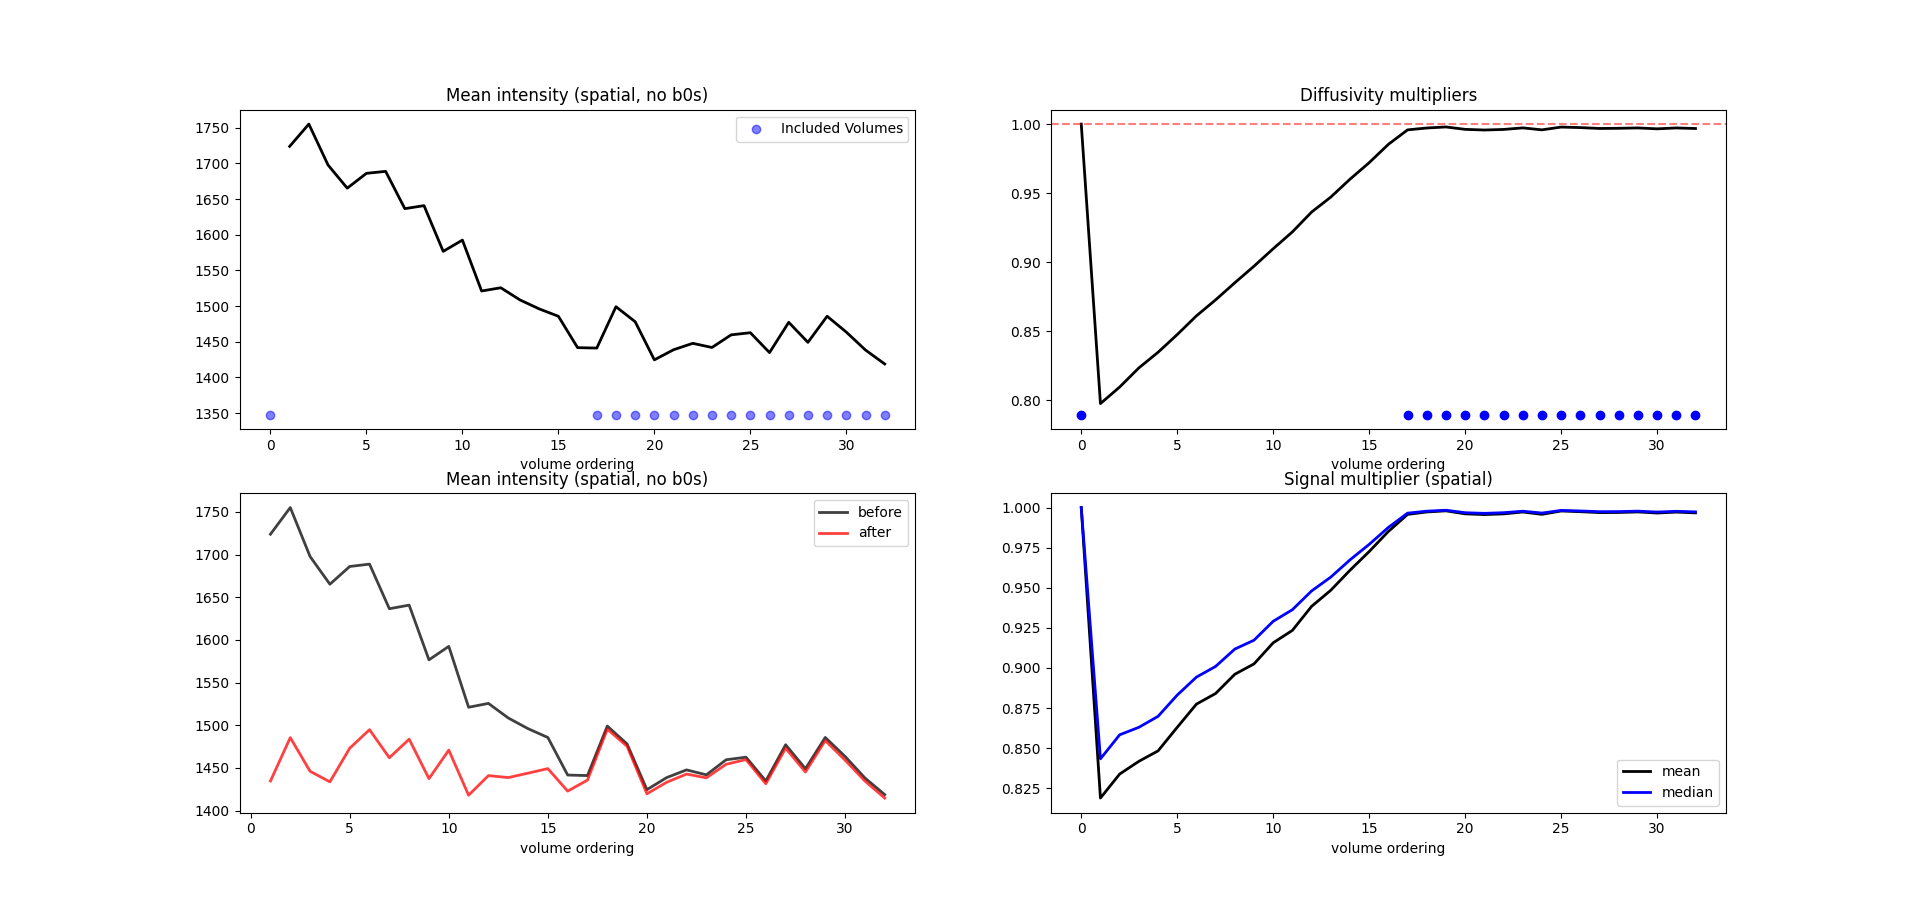 Mean intensity (spatial, no b0s)
Included Volumes
1750
1700
1650
1600
1550
1500
1450
1400
1350
0 5 10 15 20 25 30
volume ordering
Diffusivity multipliers
1.00
0.95
0.90
0.85
0.80
0 5 10 15 20 25 30
volume ordering
Mean intensity (spatial, no b0s)
before
after
1750
1700
1650
1600
1550
1500
1450
1400
0 5 10 15 20 25 30
volume ordering
Signal multiplier (spatial)
1.000
0.975
0.950
0.925
0.900
0.875
0.850
0.825
mean
median
0 5 10 15 20 25 30
volume ordering